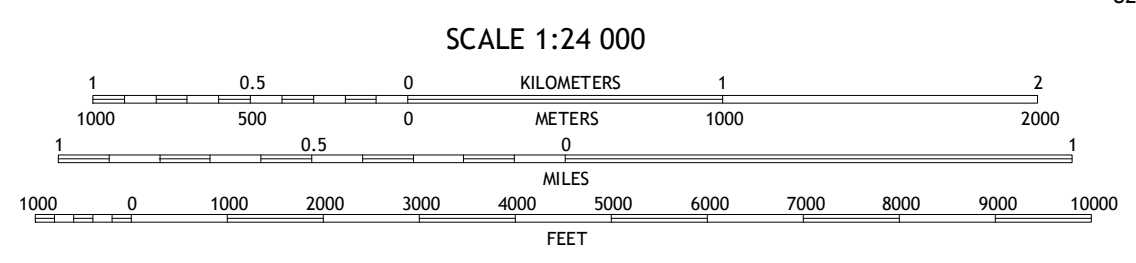 SCALE 1:24 000
1 0.5 0 KILOMETERS 1 2
1000 500 0 METERS 1000 2000
1 0.5 0 1
MILES
1000 0 1000 2000 3000 4000 5000 6000 7000 8000 9000 10000
FEET